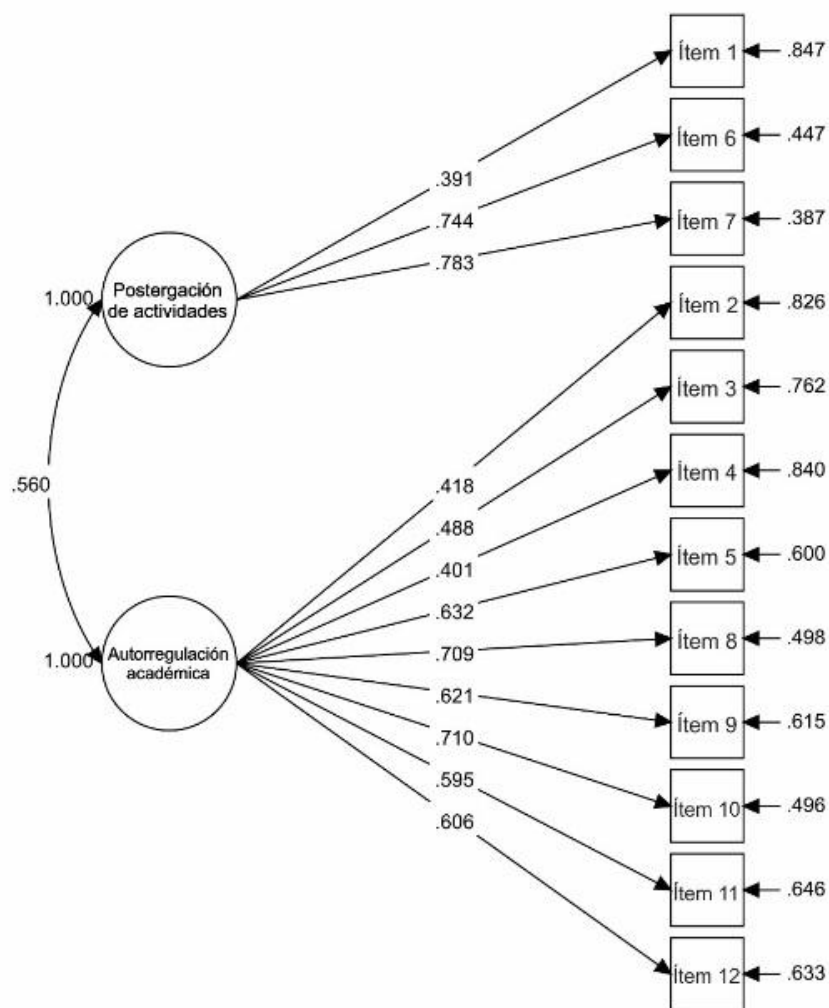 Ítem 1
.847
Ítem 6
.447
.391
.744
Ítem 7
.387
.783
1.000
Postergación
de actividades
Ítem 2
.826
Ítem 3
.762
.560
.418
Ítem 4
.840
.488
.401
Ítem 5
.600
.632
.709
Ítem 8
.498
1.000
Autorregulación
académica
.621
Ítem 9
.615
.710
.595
Ítem 10
.496
.606
Ítem 11
.646
Ítem 12
.633